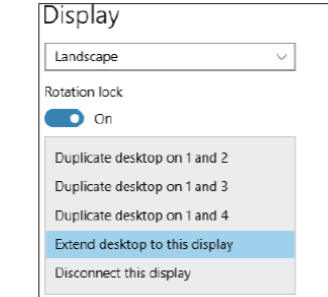 Display
Landscape
Rotation lock
On
Duplicate desktop on 1 and 2
Duplicate desktop on 1 and 3
Duplicate desktop on 1 and 4
Extend desktop to this display
Disconnect this display